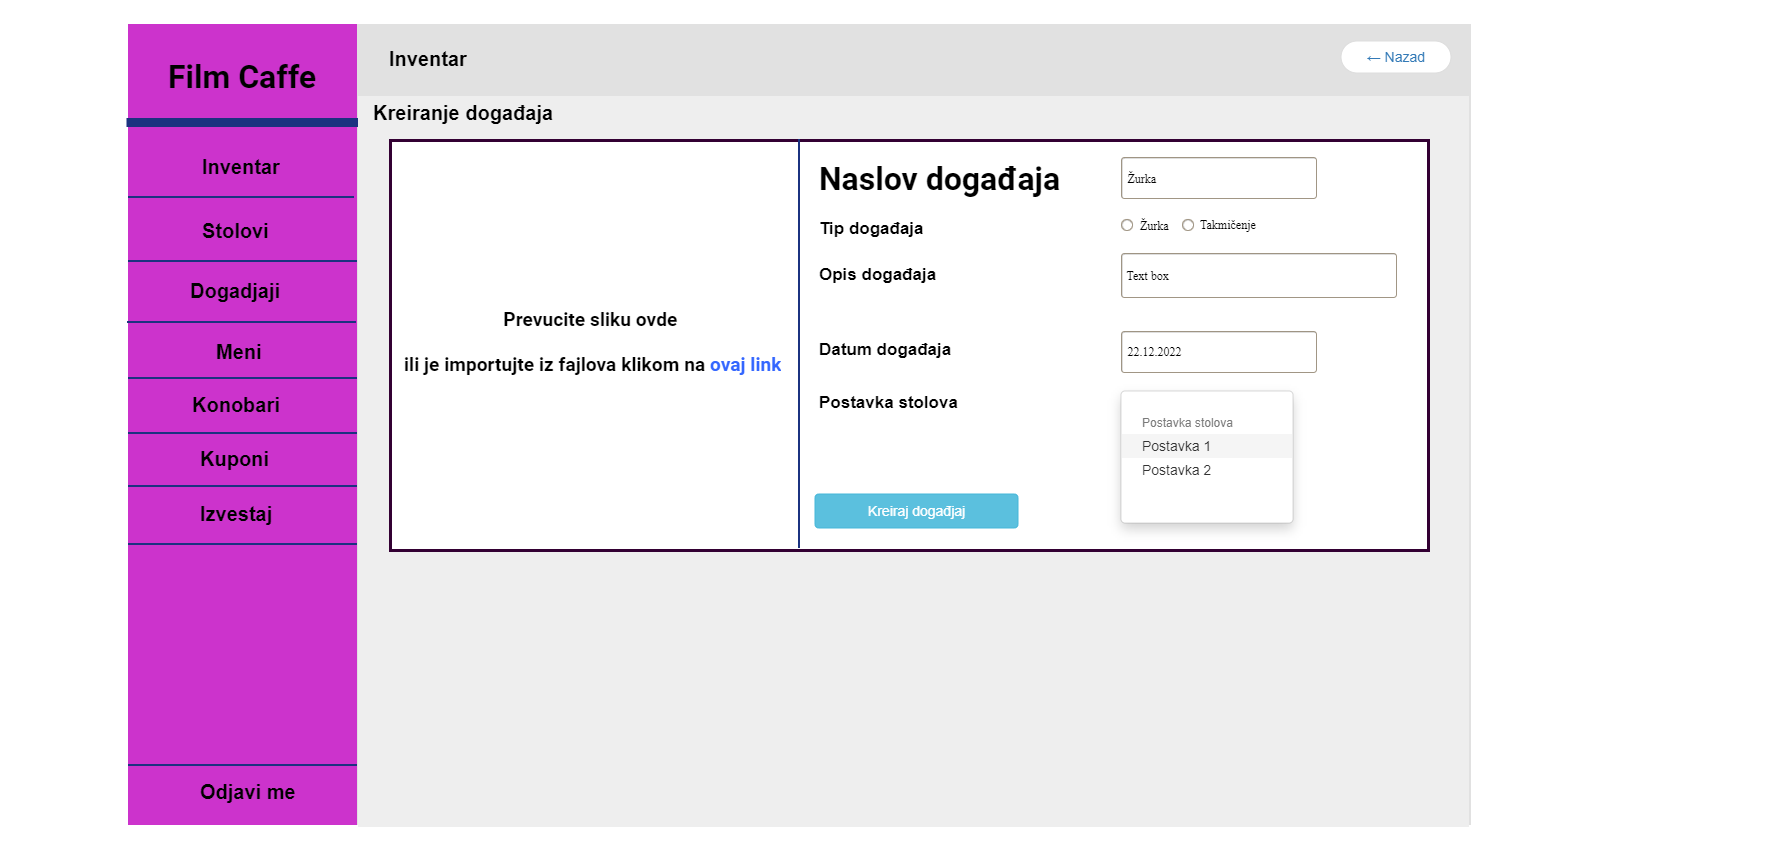 Film Caffe
Inventar
Stolovi
Dogadjaji
Meni
Konobari
Kuponi
Izvestaj
Odjavi me
Inventar
← Nazad
Kreiranje događaja
Prevucite sliku ovde
ili je importujte iz fajlova klikom na ovaj link
Naslov događaja
Žurka
Tip događaja
Žurka
Takmičenje
Opis događaja
Text box
Datum događaja
22.12.2022
Postavka stolova
Postavka stolova
Postavka 1
Postavka 2
Kreiraj događjaj